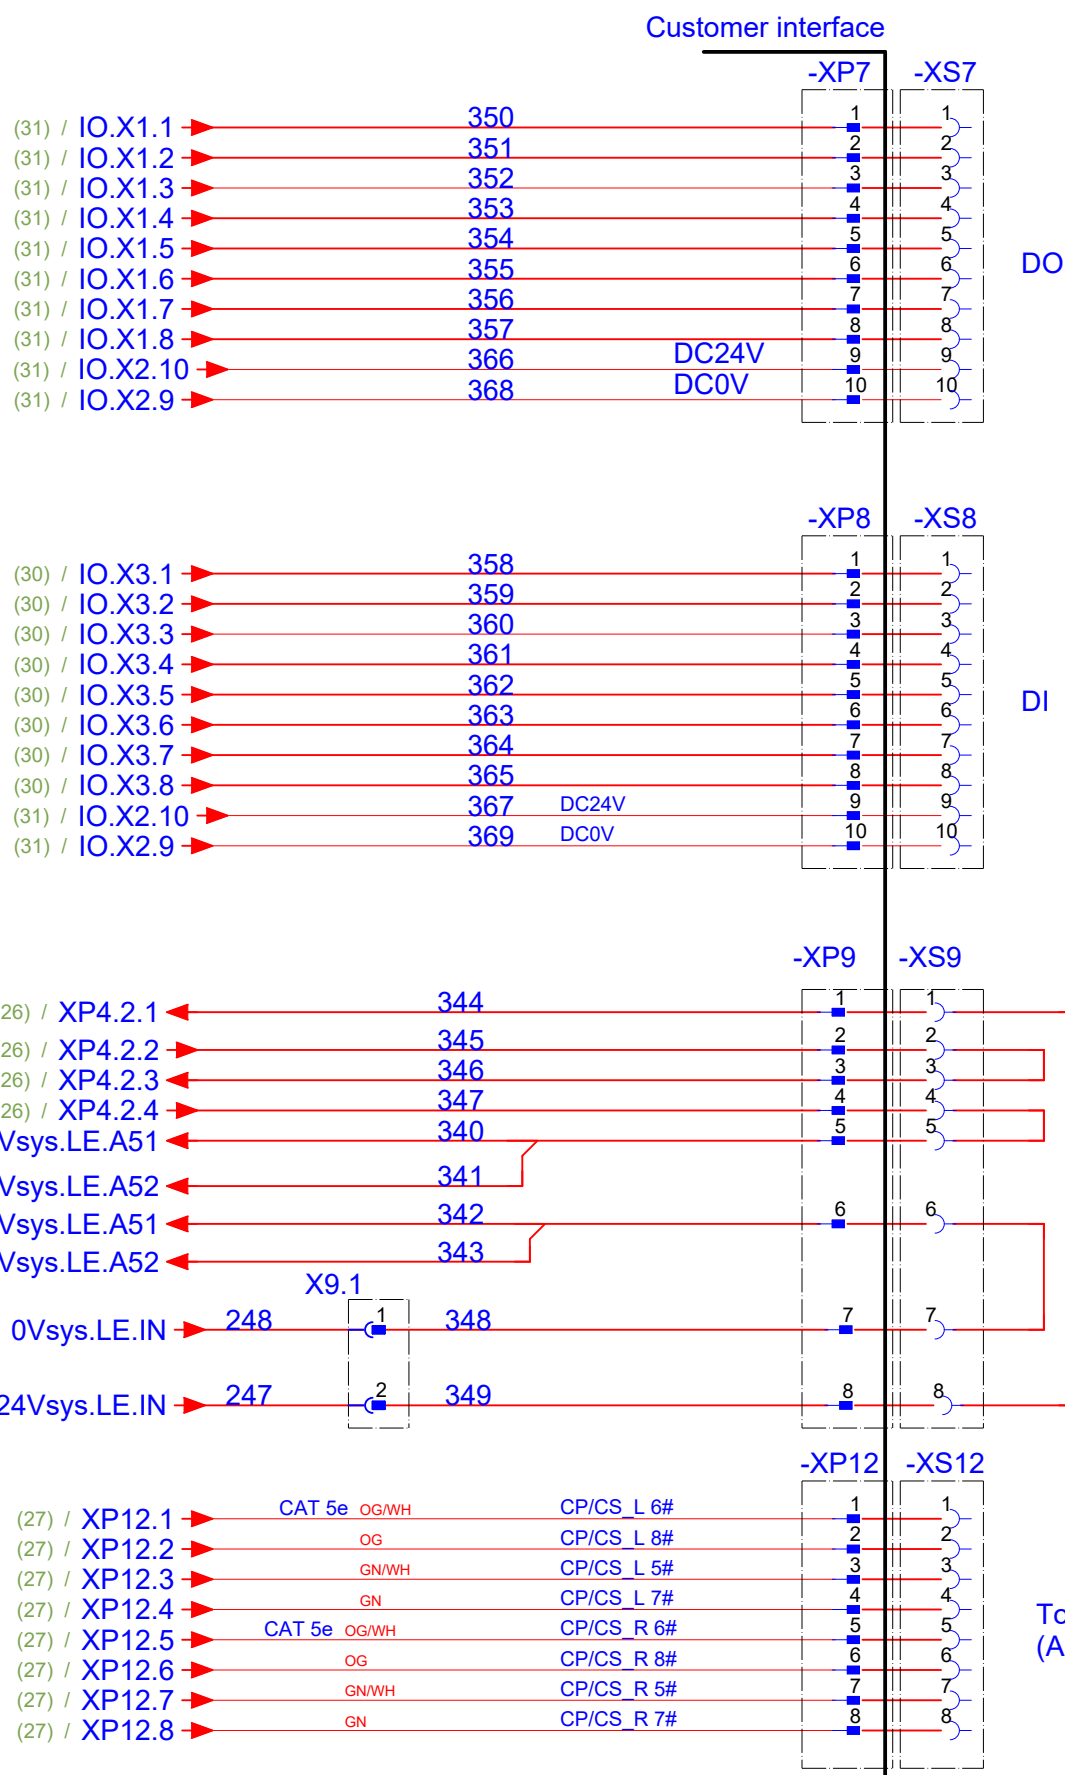 Customer interface
-XP7 -XS7
(31) / IO.X1.1 350 1 1
(31) / IO.X1.2 351 2 2
(31) / IO.X1.3 352 3 3
(31) / IO.X1.4 353 4 4
(31) / IO.X1.5 354 5 5
DO
(31) / IO.X1.6 355 6 6
(31) / IO.X1.7 356 7 7
(31) / IO.X1.8 357 8 8
(31) / IO.X2.10 366 DC24V 9 9
(31) / IO.X2.9 368 DC0V 10 10
-XP8 -XS8
(30) / IO.X3.1 358 1 1
(30) / IO.X3.2 359 2 2
(30) / IO.X3.3 360 3 3
(30) / IO.X3.4 361 4 4
(30) / IO.X3.5 362 5 5
DI
(30) / IO.X3.6 363 6 6
(30) / IO.X3.7 364 7 7
(30) / IO.X3.8 365 8 8
(31) / IO.X2.10 367 DC24V 9 9
(31) / IO.X2.9 369 DC0V 10 10
-XP9 -XS9
26) / XP4.2.1 344 1 1
26) / XP4.2.2 345 2 2
26) / XP4.2.3 346 3 3
26) / XP4.2.4 347 4 4
Vsys.LE.A51 340 5 5
Vsys.LE.A52 341
Vsys.LE.A51 342 6 6
Vsys.LE.A52 343
X9.1
0Vsys.LE.IN 248 1 348 7 7
24Vsys.LE.IN 247 2 349 8 8
-XP12 -XS12
(27) / XP12.1 CAT 5e OG/WH CP/CS_L 6# 1 1
(27) / XP12.2 OG CP/CS_L 8# 2 2
(27) / XP12.3 GN/WH CP/CS_L 5# 3 3
(27) / XP12.4 GN CP/CS_L 7# 4 4
To
(27) / XP12.5 CAT 5e OG/WH CP/CS_R 6# 5 5
(A
(27) / XP12.6 OG CP/CS_R 8# 6 6
(27) / XP12.7 GN/WH CP/CS_R 5# 7 7
(27) / XP12.8 GN CP/CS_R 7# 8 8